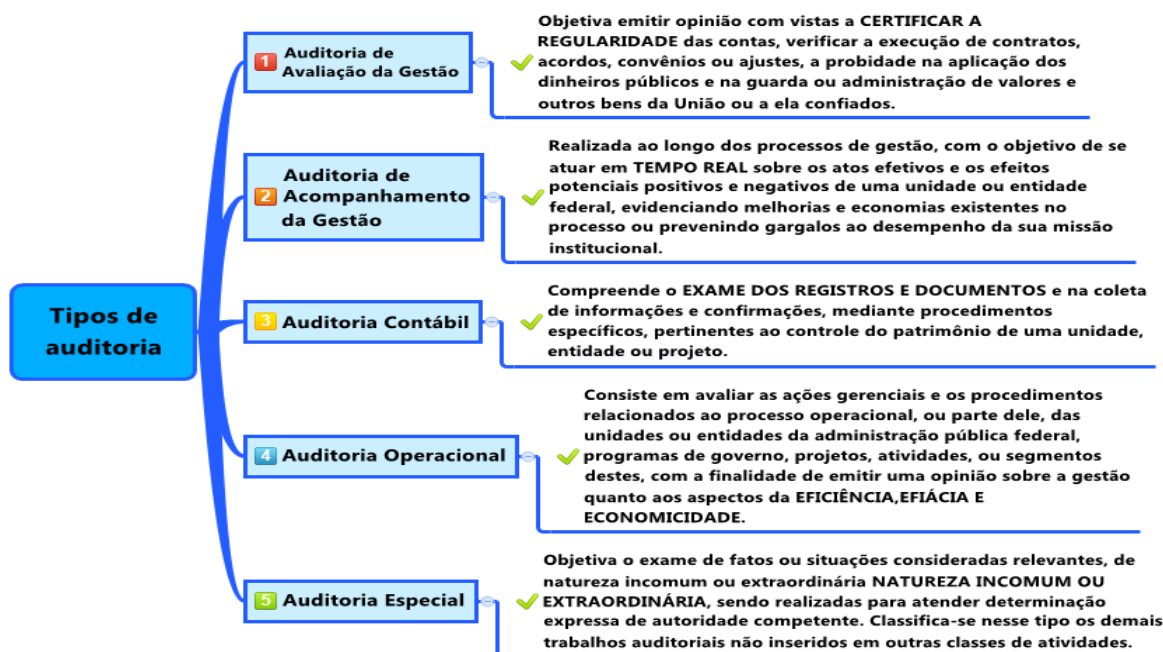 Tipos de
auditoria
1 Auditoria de
Avaliação da Gestão
Objetiva emitir opinião com vistas a CERTIFICAR A
REGULARIDADE das contas, verificar a execução de contratos,
acordos, convênios ou ajustes, a probidade na aplicação dos
dinheiros públicos e na guarda ou administração de valores e
outros bens da União ou a ela confiados.
2 Auditoria de
Acompanhamento
da Gestão
Realizada ao longo dos processos de gestão, com o objetivo de se
atuar em TEMPO REAL sobre os atos efetivos e os efeitos
potenciais positivos e negativos de uma unidade ou entidade
federal, evidenciando melhorias e economias existentes no
processo ou prevenindo gargalos ao desempenho da sua missão
institucional.
3 Auditoria Contábil
Compreende o EXAME DOS REGISTROS E DOCUMENTOS e na coleta
de informações e confirmações, mediante procedimentos
específicos, pertinentes ao controle do patrimônio de uma unidade,
entidade ou projeto.
4 Auditoria Operacional
Consiste em avaliar as ações gerenciais e os procedimentos
relacionados ao processo operacional, ou parte dele, das
unidades ou entidades da administração pública federal,
programas de governo, projetos, atividades, ou segmentos
destes, com a finalidade de emitir uma opinião sobre a gestão
quanto aos aspectos da EFICIÊNCIA,EFIÁCIA E
ECONOMICIDADE.
5 Auditoria Especial
Objetiva o exame de fatos ou situações consideradas relevantes, de
natureza incomum ou extraordinária NATUREZA INCOMUM OU
EXTRAORDINÁRIA, sendo realizadas para atender determinação
expressa de autoridade competente. Classifica-se nesse tipo os demais
trabalhos auditoriais não inseridos em outras classes de atividades.